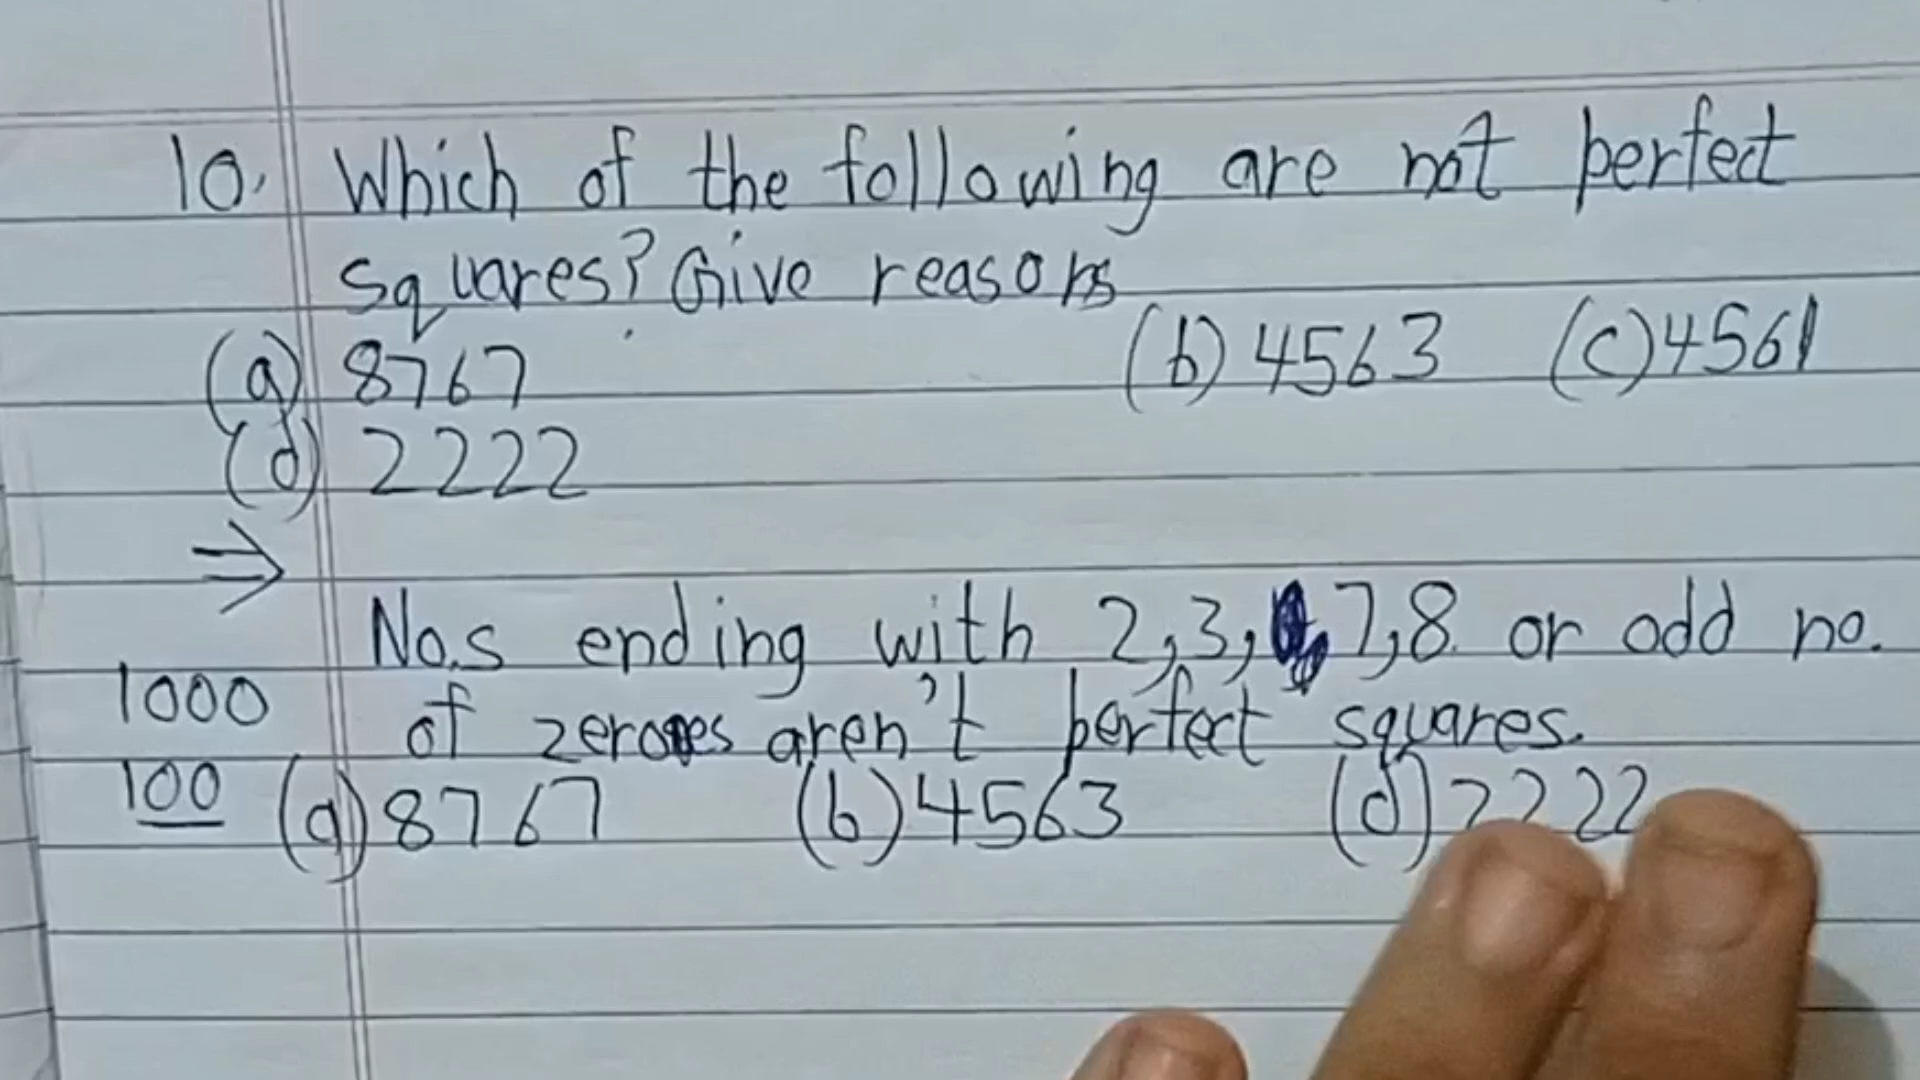 10. Which of the following are not perfect
squares? Give reasons
(a) 8767 (b) 4563 (c) 4561
(d) 2222
⇒
No.s ending with 2,3, 7,8 or odd no.
1000 of zeroes aren't perfect squares.
100 (a) 8767 (b) 4563 (d) 2222